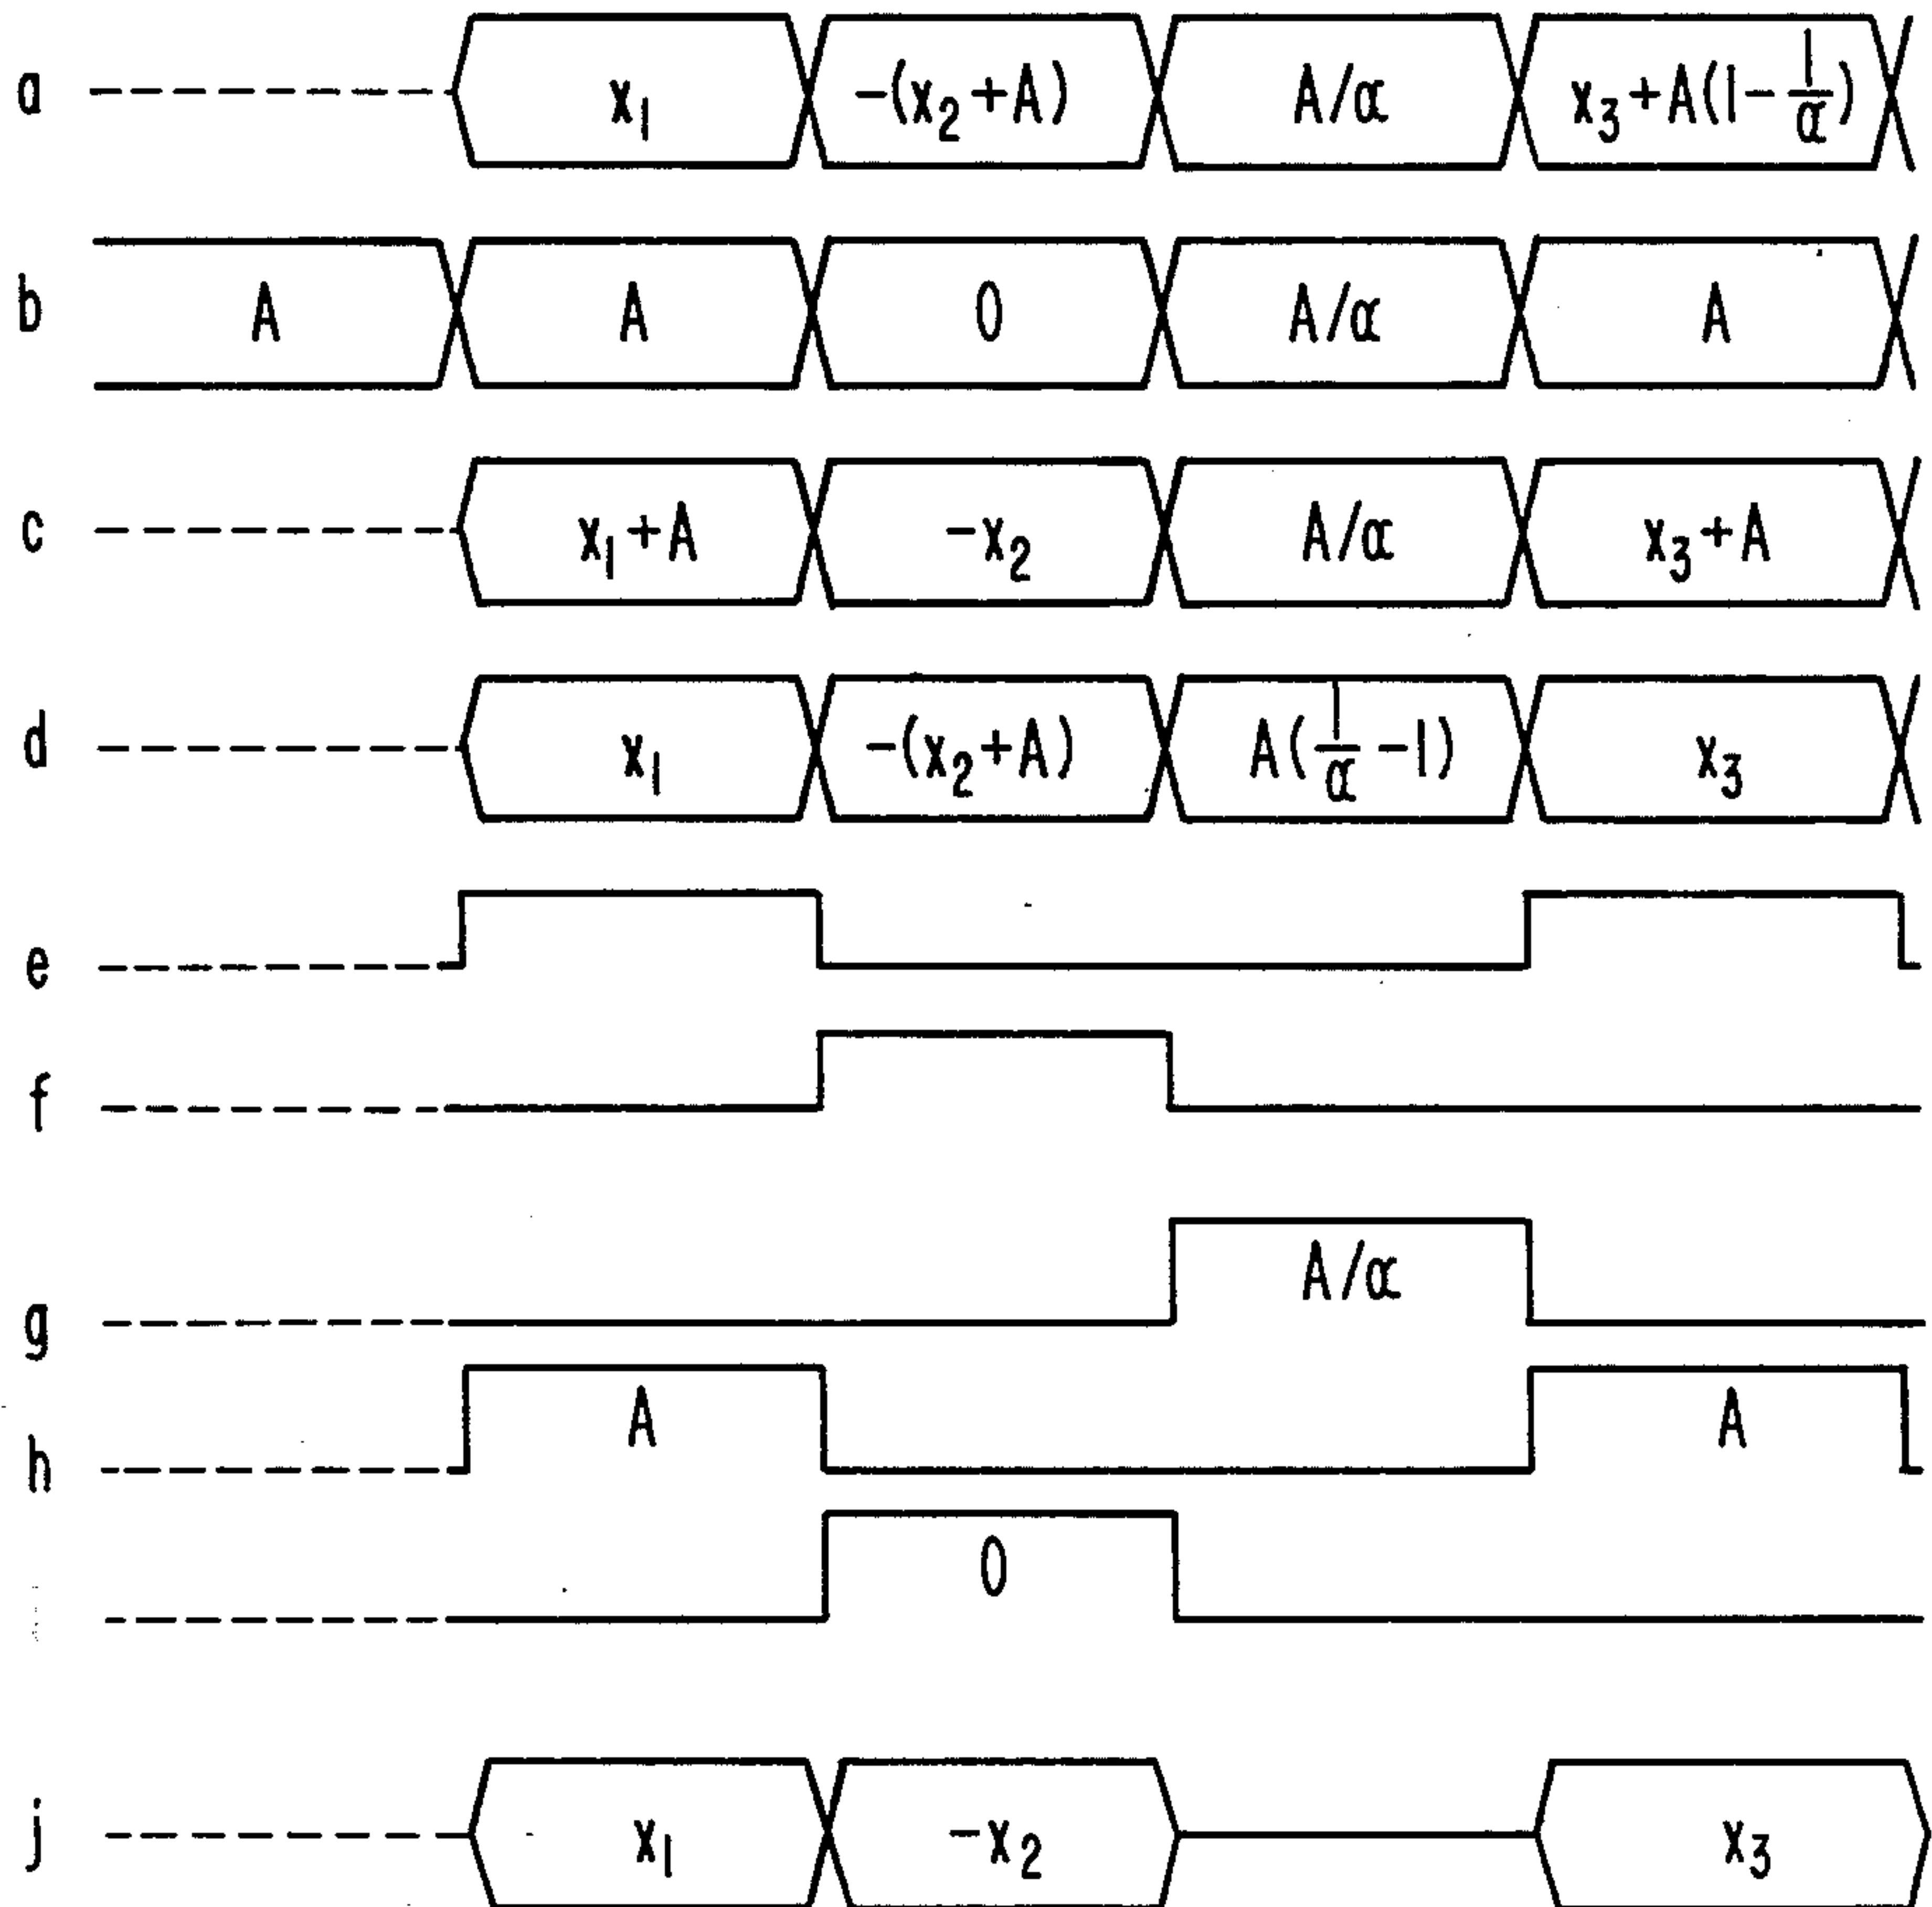 a x₁ -(x₂+A) A/α x₃+A(1-1/α)
b A A 0 A/α A
c x₁+A -x₂ A/α x₃+A
d x₁ -(x₂+A) A(1/α-1) x₃
e
f
g A/α
h A A
0
j x₁ -x₂ x₃